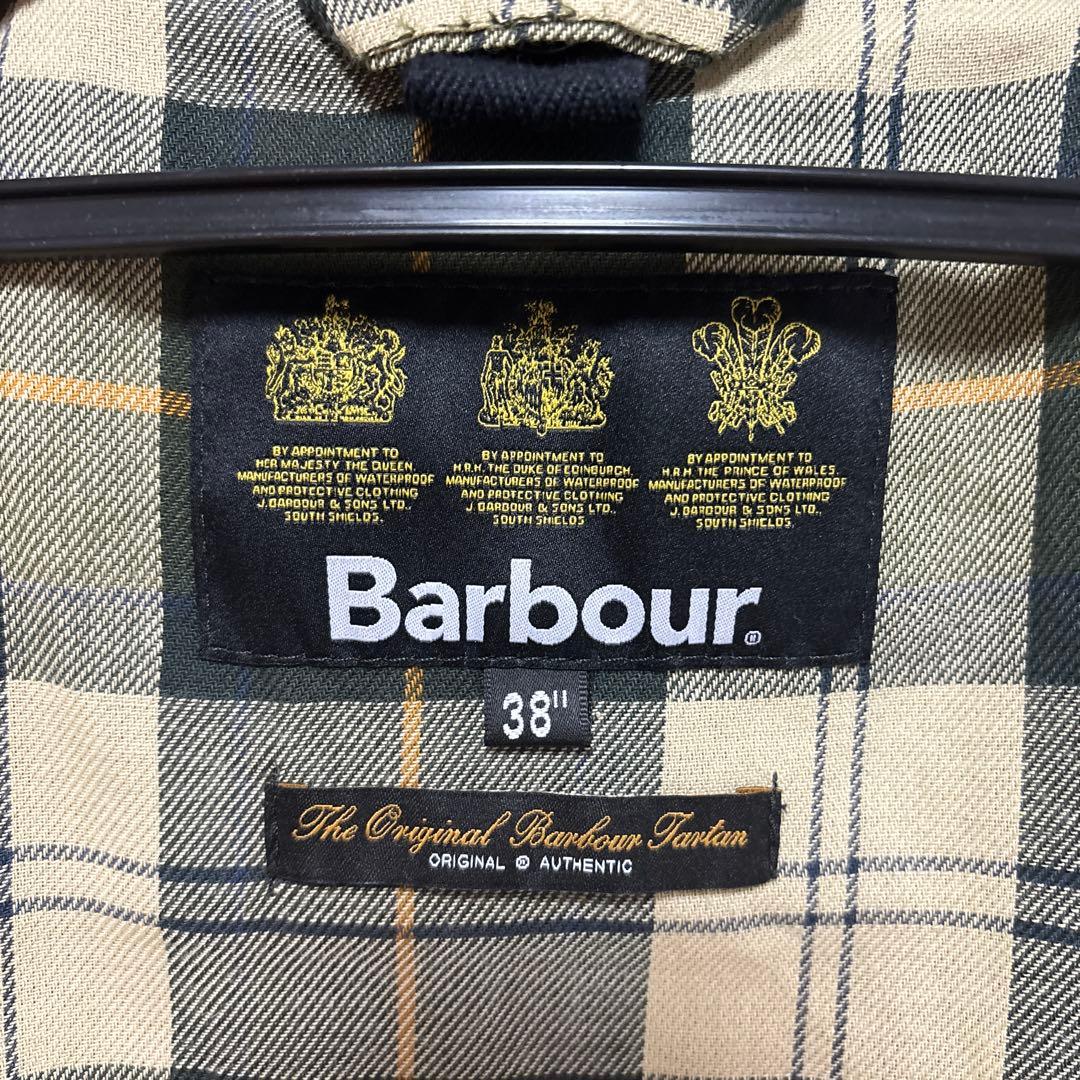 BY APPOINTMENT TO
HER MAJESTY THE QUEEN
MANUFACTURERS OF WATERPROOF
AND PROTECTIVE CLOTHING
J. BARBOUR & SONS LTD.,
SOUTH SHIELDS.
BY APPOINTMENT TO
H.R.H. THE DUKE OF EDINBURGH.
MANUFACTURERS OF WATERPROOF
AND PROTECTIVE CLOTHING
J. BARBOUR & SONS LTD.,
SOUTH SHIELDS
BY APPOINTMENT TO
H.R.H. THE PRINCE OF WALES.
MANUFACTURERS OF WATERPROOF
AND PROTECTIVE CLOTHING
J. BARBOUR & SONS LTD.,
SOUTH SHIELDS.
Barbour®
38"
The Original Barbour Tartan
ORIGINAL ® AUTHENTIC